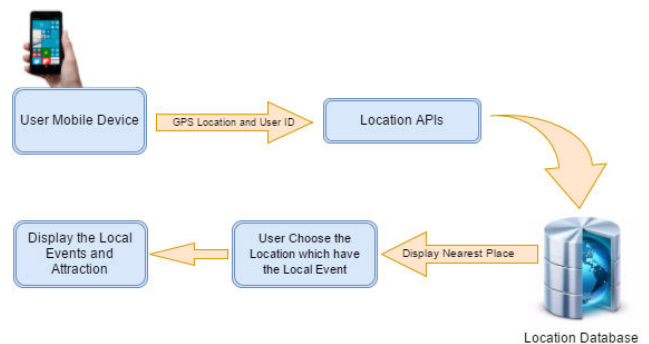 User Mobile Device
GPS Location and User ID
Location APIs
Display the Local
Events and
Attraction
User Choose the
Location which have
the Local Event
Display Nearest Place
Location Database